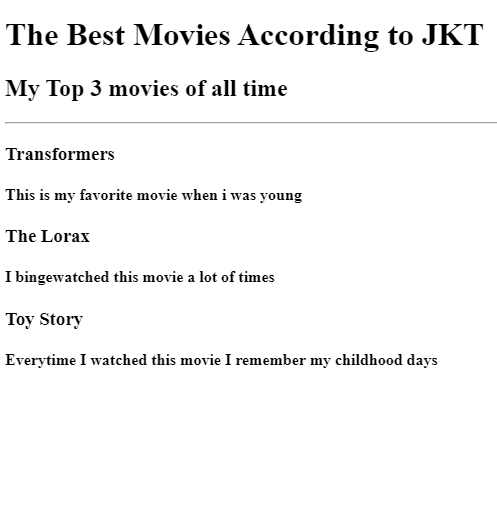 The Best Movies According to JKT
My Top 3 movies of all time
Transformers
This is my favorite movie when i was young
The Lorax
I bingewatched this movie a lot of times
Toy Story
Everytime I watched this movie I remember my childhood days